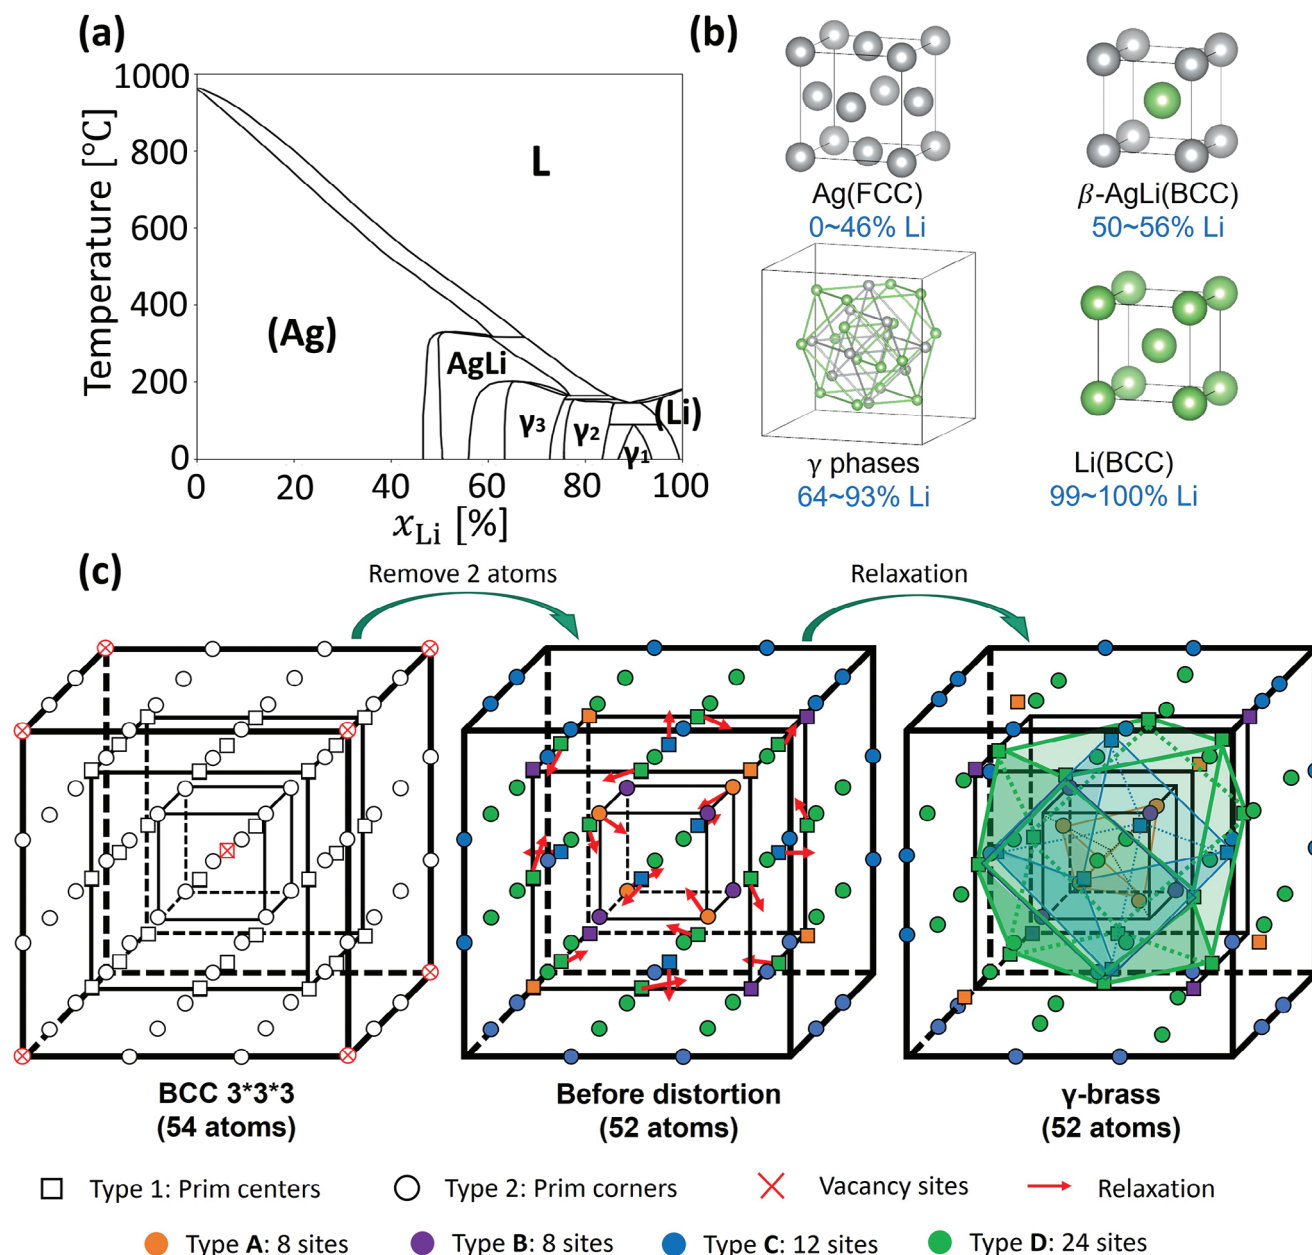 (a)
1000
800
600
400
200
0
Temperature [°C]
L
(Ag)
AgLi
γ3
γ2
γ1
(Li)
0
20
40
60
80
100
xLi [%]
(b)
Ag(FCC)
0~46% Li
β-AgLi(BCC)
50~56% Li
γ phases
64~93% Li
Li(BCC)
99~100% Li
(c)
Remove 2 atoms
Relaxation
BCC 3*3*3
(54 atoms)
Before distortion
(52 atoms)
γ-brass
(52 atoms)
Type 1: Prim centers
Type 2: Prim corners
Vacancy sites
Relaxation
Type A: 8 sites
Type B: 8 sites
Type C: 12 sites
Type D: 24 sites